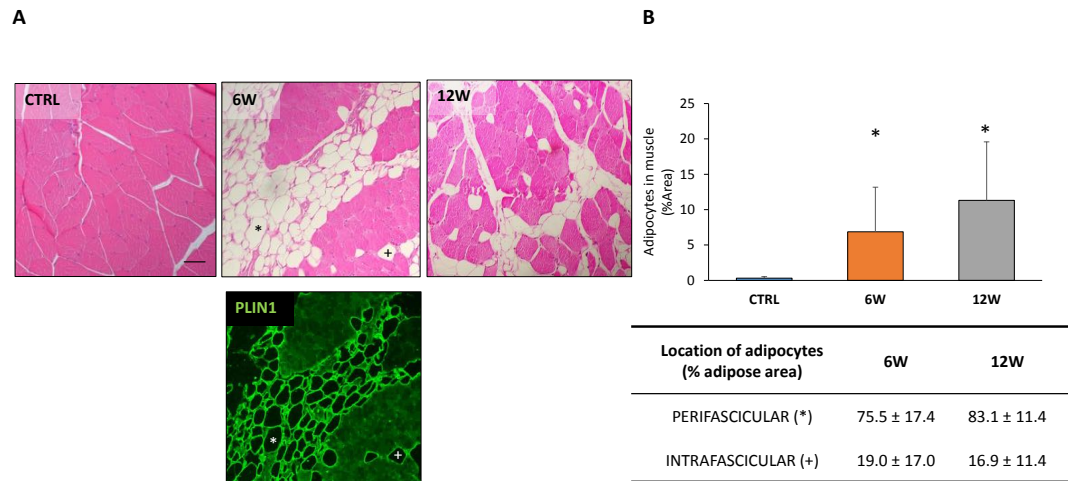 A
B
CTRL
6W
12W
*
+
PLIN1
*
+
Adipocytes in muscle
(%Area)
25
20
15
10
5
0
*
*
CTRL
6W
12W
Location of adipocytes
(% adipose area)
6W
12W
PERIFASCICULAR (*)
75.5 ± 17.4
83.1 ± 11.4
INTRAFASCICULAR (+)
19.0 ± 17.0
16.9 ± 11.4